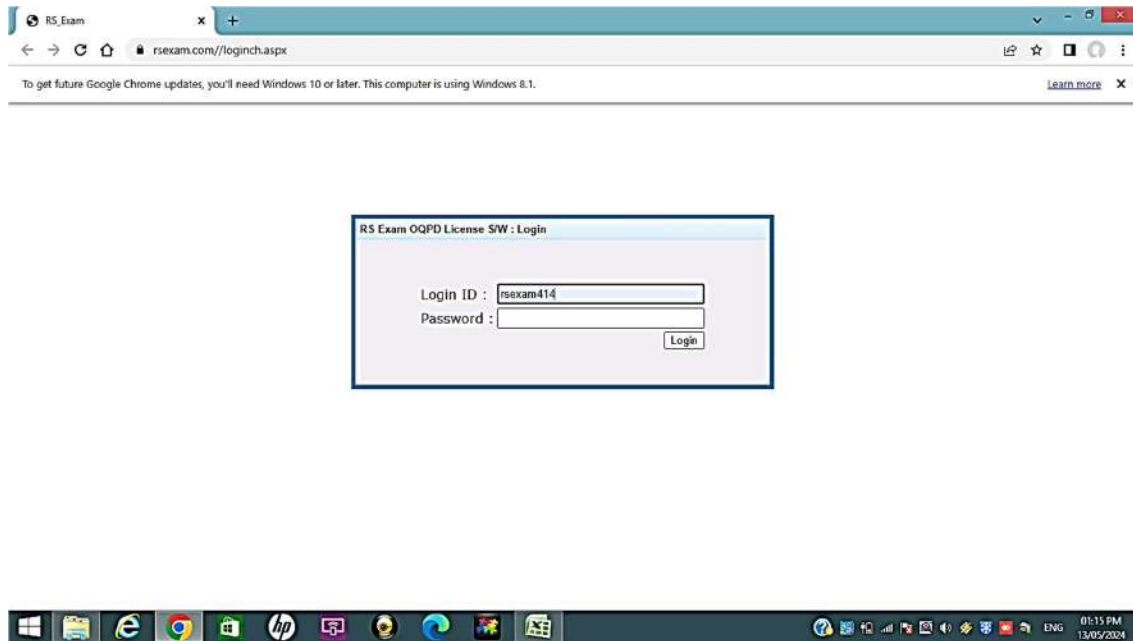 RS_Exam
rsexam.com//loginch.aspx
To get future Google Chrome updates, you'll need Windows 10 or later. This computer is using Windows 8.1.
Learn more
RS Exam OQPD License S/W : Login
Login ID :
rsexam414
Password :
Login
hp
ENG
01:15 PM
13/05/2024